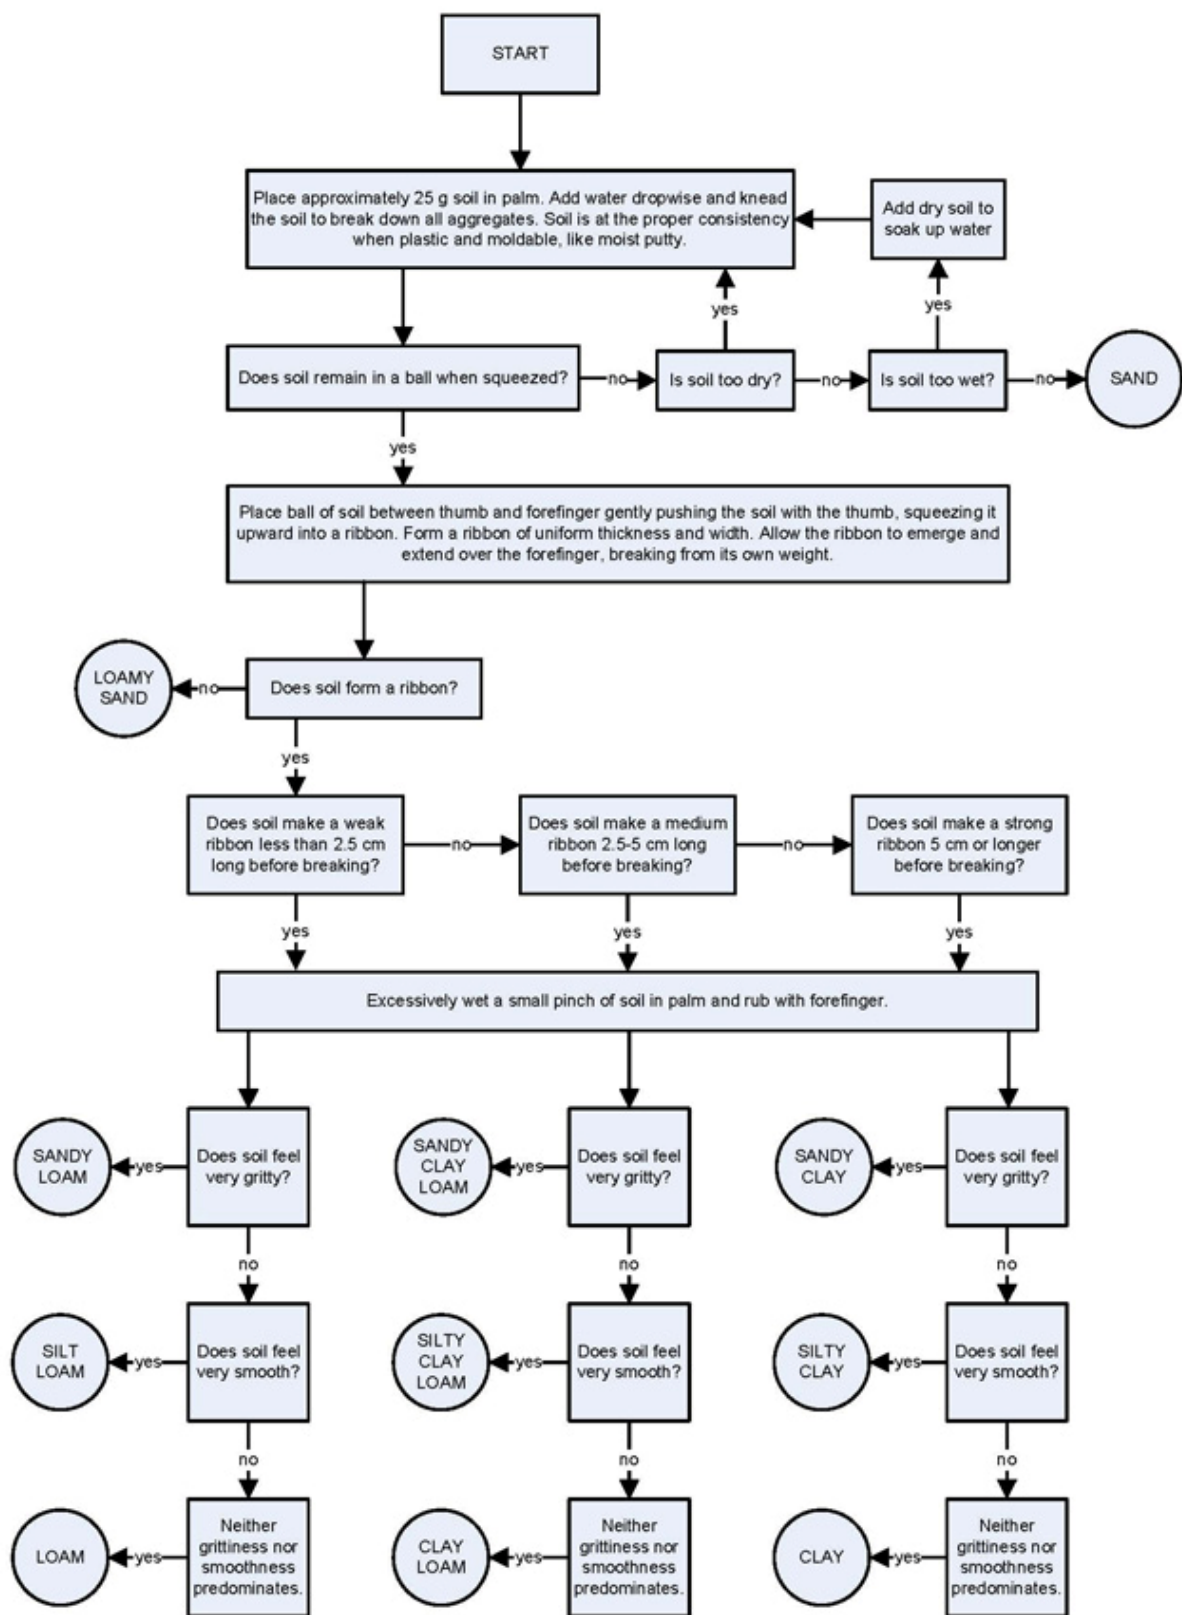 START
Place approximately 25 g soil in palm. Add water dropwise and knead
the soil to break down all aggregates. Soil is at the proper consistency
when plastic and moldable, like moist putty.
Add dry soil to
soak up water
yes
yes
Does soil remain in a ball when squeezed?
no
Is soil too dry?
no
Is soil too wet?
no
SAND
yes
Place ball of soil between thumb and forefinger gently pushing the soil with the thumb, squeezing it
upward into a ribbon. Form a ribbon of uniform thickness and width. Allow the ribbon to emerge and
extend over the forefinger, breaking from its own weight.
LOAMY
SAND
no
Does soil form a ribbon?
yes
Does soil make a weak
ribbon less than 2.5 cm
long before breaking?
no
Does soil make a medium
ribbon 2.5-5 cm long
before breaking?
no
Does soil make a strong
ribbon 5 cm or longer
before breaking?
yes
yes
yes
Excessively wet a small pinch of soil in palm and rub with forefinger.
SANDY
LOAM
yes
Does soil feel
very gritty?
SANDY
CLAY
LOAM
yes
Does soil feel
very gritty?
SANDY
CLAY
yes
Does soil feel
very gritty?
no
no
no
SILT
LOAM
yes
Does soil feel
very smooth?
SILTY
CLAY
LOAM
yes
Does soil feel
very smooth?
SILTY
CLAY
yes
Does soil feel
very smooth?
no
no
no
LOAM
yes
Neither
grittiness nor
smoothness
predominates.
CLAY
LOAM
yes
Neither
grittiness nor
smoothness
predominates.
CLAY
yes
Neither
grittiness nor
smoothness
predominates.